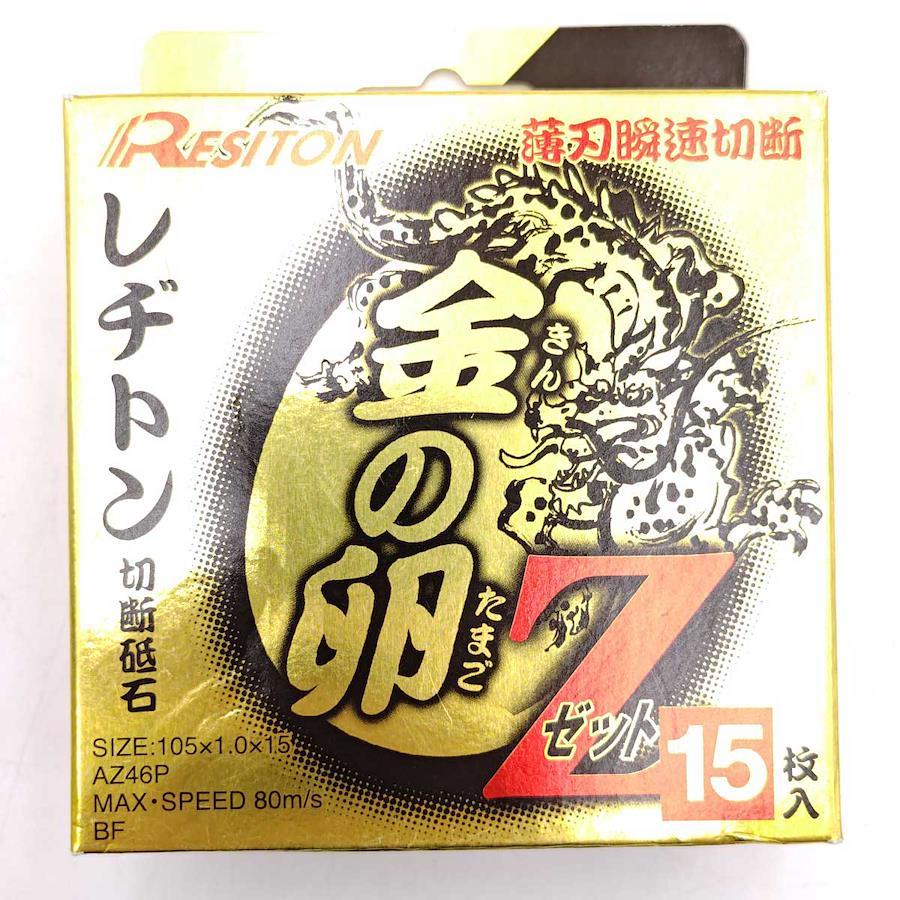 RESITON
薄刃瞬速切断
レヂトン
切断砥石
金の卵
きん
たまご
Z
ゼット
15
枚入
SIZE:105×1.0×15
AZ46P
MAX・SPEED 80m/s
BF